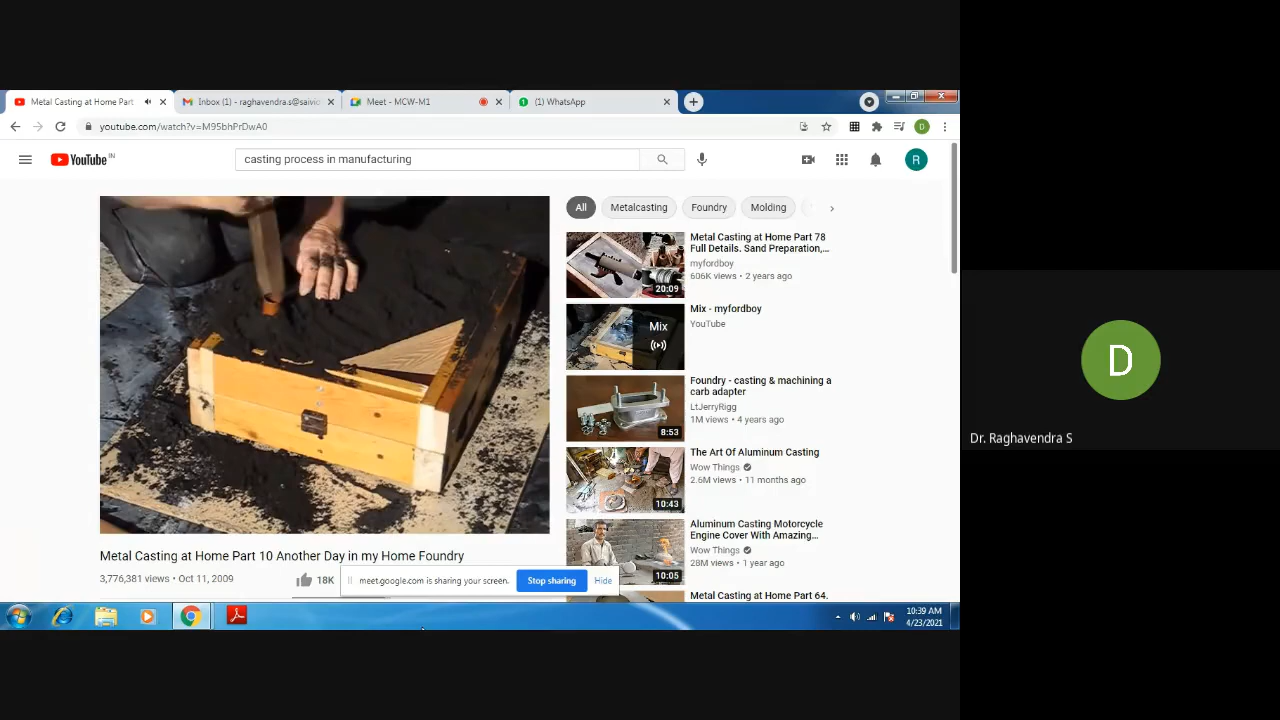 Metal Casting at Home Part
Inbox (1) - raghavendra.s@saivid
Meet - MCW-M1
(1) WhatsApp
youtube.com/watch?v=M95bhPrDwA0
D
YouTube IN
casting process in manufacturing
R
All
Metalcasting
Foundry
Molding
Metal Casting at Home Part 78
Full Details. Sand Preparation,...
myfordboy
606K views • 2 years ago
20:09
Mix - myfordboy
YouTube
Mix
Foundry - casting & machining a
carb adapter
LtJerryRigg
1M views • 4 years ago
8:53
The Art Of Aluminum Casting
Wow Things
2.6M views • 11 months ago
10:43
Aluminum Casting Motorcycle
Engine Cover With Amazing...
Wow Things
28M views • 1 year ago
10:05
Metal Casting at Home Part 64.
Metal Casting at Home Part 10 Another Day in my Home Foundry
3,776,381 views • Oct 11, 2009
18K
meet.google.com is sharing your screen.
Stop sharing
Hide
10:39 AM
4/23/2021
D
Dr. Raghavendra S